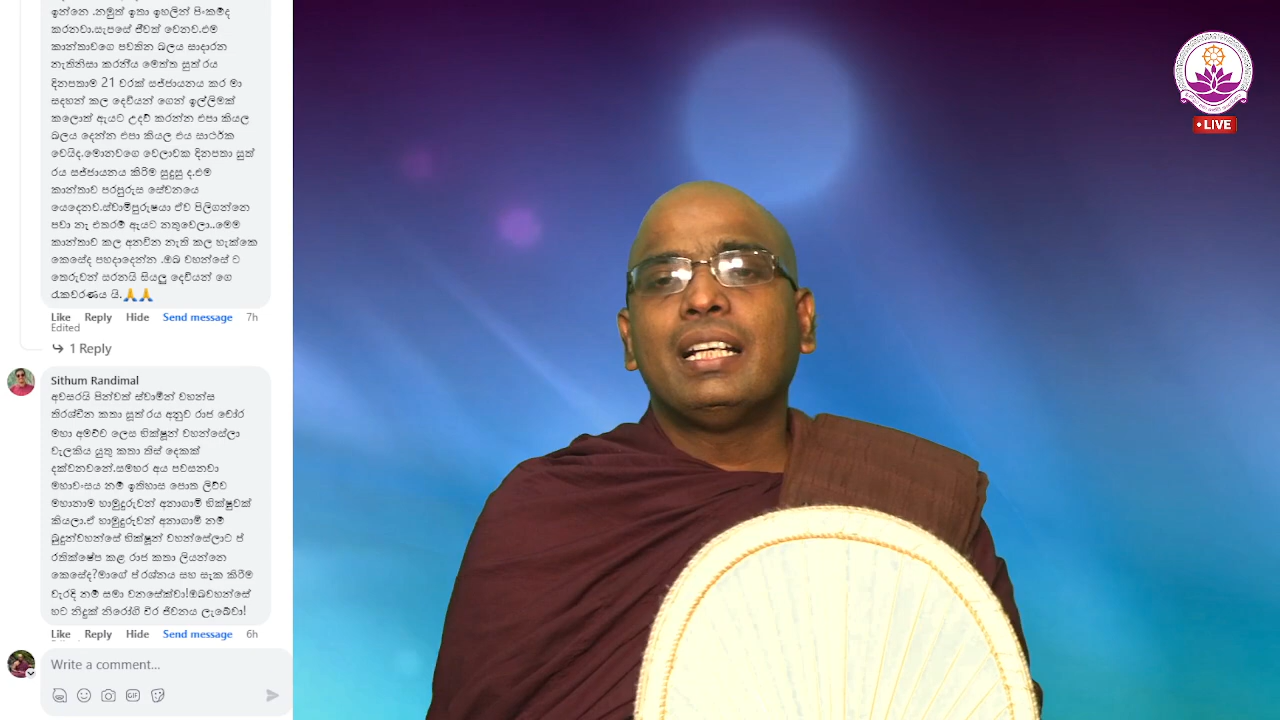 ඉන්නෙ .නමුත් ඉතා ඉහලින් පිංකම්ද
කරනවා.සැපසේ ජීවත් වෙනව.එම
කාන්තාවගෙ පවතින බලය සාදාරන
නැතිනිසා කරනීය මෙත්ත සූත් රය
දිනපතාම 21 වරක් සජ්ජායනය කර මා
සඳහන් කල දෙවියන් ගෙන් ඉල්ලීමක්
කලොක් ඇයට උදව් කරන්න එපා කියල
බලය දෙන්න එපා කියල එය සාර්ථක
වෙයිද.මොනවගෙ වෙලාවක දිනපතා සූත්
රය සජ්ජායනය කිරීම සුදුසු ද.එම
කාන්තාව පරපුරුස සේවනයෙ
යෙදෙනව.ස්වාමිපුරුෂයා ඒව පිලිගන්නෙ
පවා නෑ එතරම් ඇයට නතුවෙලා..මෙම
කාන්තාව කල අනවින නැති කල හැක්කෙ
කෙසේද පහදාදෙන්න .ඔබ වහන්සේ ට
තෙරුවන් සරනයි සියලු දෙවියන් ගෙ
රැකවරණය යි.🙏🙏
Like Reply Hide Send message 7h
Edited
1 Reply
Sithum Randimal
අවසරයි පින්වත් ස්වාමීන් වහන්ස
තිරශ්චීන කතා සූත් රය අනුව රාජ චෝර
මහා අමච්ච ලෙස භික්ෂූන් වහන්සේලා
වැලකිය යුතු කතා තිස් දෙකක්
දක්වනවනේ.සමහර අය පවසනවා
මහාවංසය නම් ඉතිහාස පොත ලිව්ව
මහානාම හාමුදුරුවන් අනාගාමී භික්ෂුවක්
කියලා.ඒ හාමුදුරුවන් අනාගාමී නම්
බුදුන්වහන්සේ භික්ෂූන් වහන්සේලාට ප්
රතික්ෂේප කළ රාජ කතා ලියන්නෙ
කෙසේද?මාගේ ප් රශ්නය සහ සැක කිරීම
වැරදි නම් සමා වනසේක්වා!ඔබවහන්සේ
හට නිදුක් නිරෝගී චිර ජීවනය ලැබේවා!
Like Reply Hide Send message 6h
Write a comment...
GIF
• LIVE